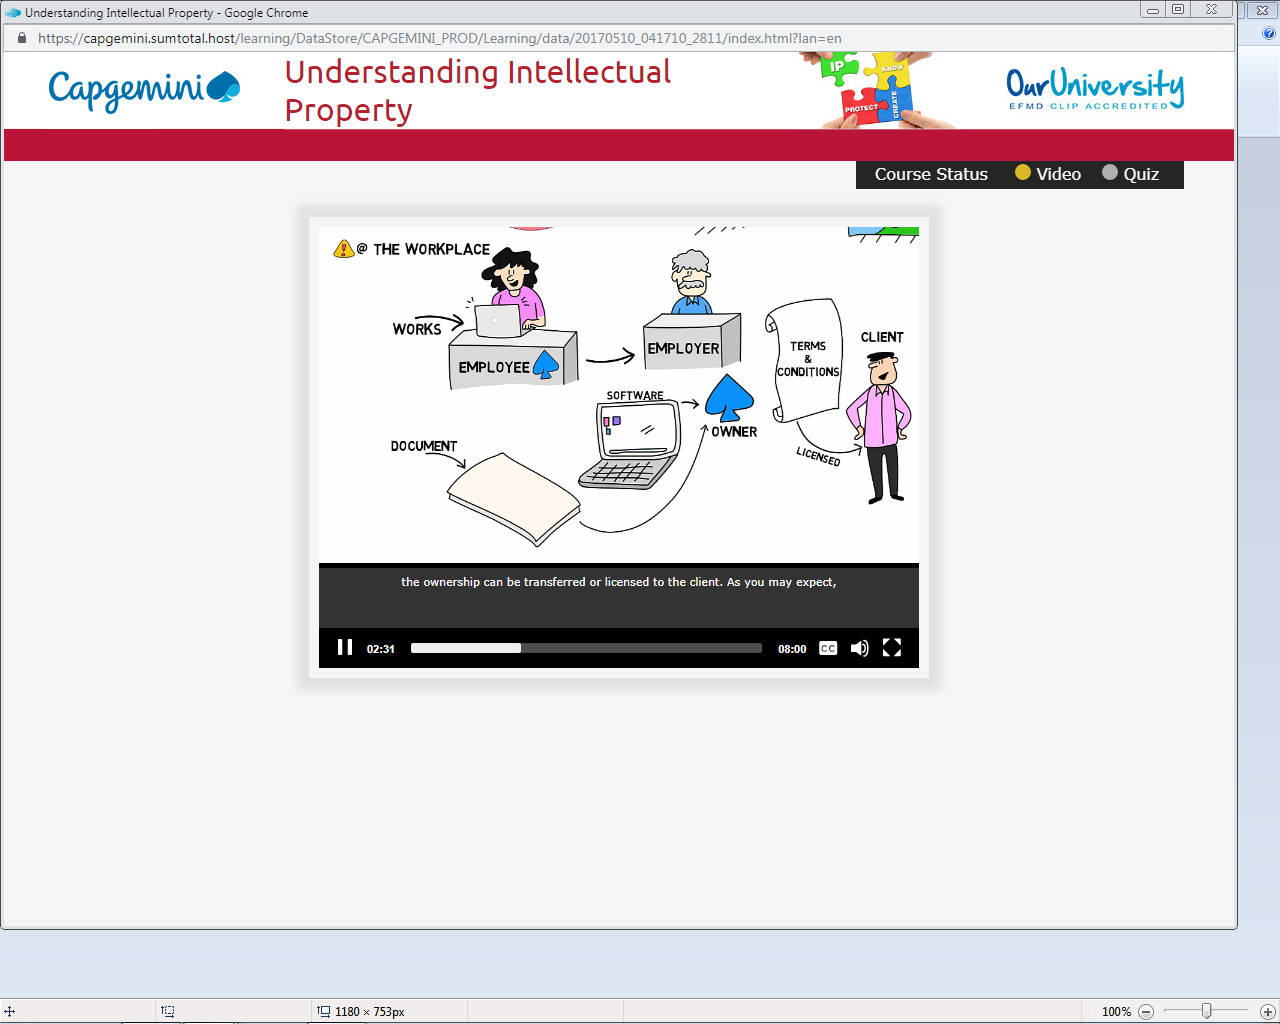 Understanding Intellectual Property - Google Chrome
https://capgemini.sumtotal.host/learning/DataStore/CAPGEMINI_PROD/Learning/data/20170510_041710_2811/index.html?lan=en
Capgemini
Understanding Intellectual
Property
IP
KNOW
PROTECT
CREATE
OurUniversity
EFMD CLIP ACCREDITED
Course Status
Video
Quiz
@ THE WORKPLACE
WORKS
EMPLOYEE
EMPLOYER
TERMS
&
CONDITIONS
CLIENT
SOFTWARE
OWNER
LICENSED
DOCUMENT
the ownership can be transferred or licensed to the client. As you may expect,
02:31
08:00
CC
1180 × 753px
100%